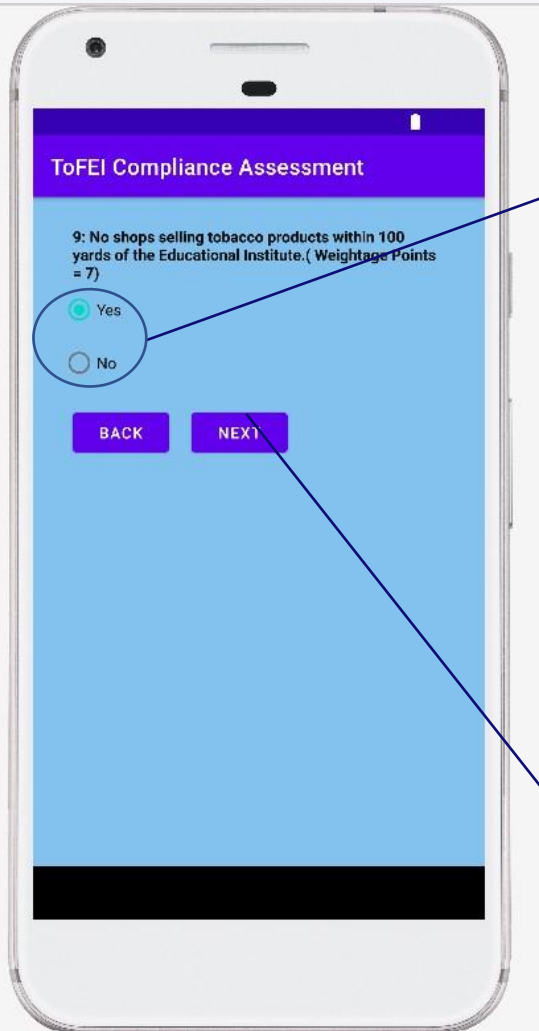 ToFEI Compliance Assessment
9: No shops selling tobacco products within 100
yards of the Educational Institute.( Weightage Points
= 7)
Yes
No
BACK
NEXT